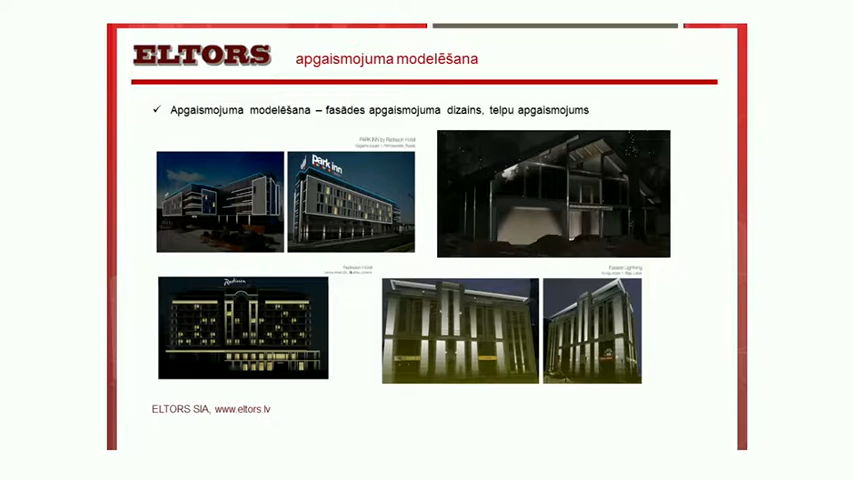 ELTORS
apgaismojuma modelēšana
✓ Apgaismojuma modelēšana – fasādes apgaismojuma dizains, telpu apgaismojums
PARK INN by Radisson Hotel
park inn
Radisson Hotel
Radisson
Fasade Lightning
ELTORS SIA, www.eltors.lv